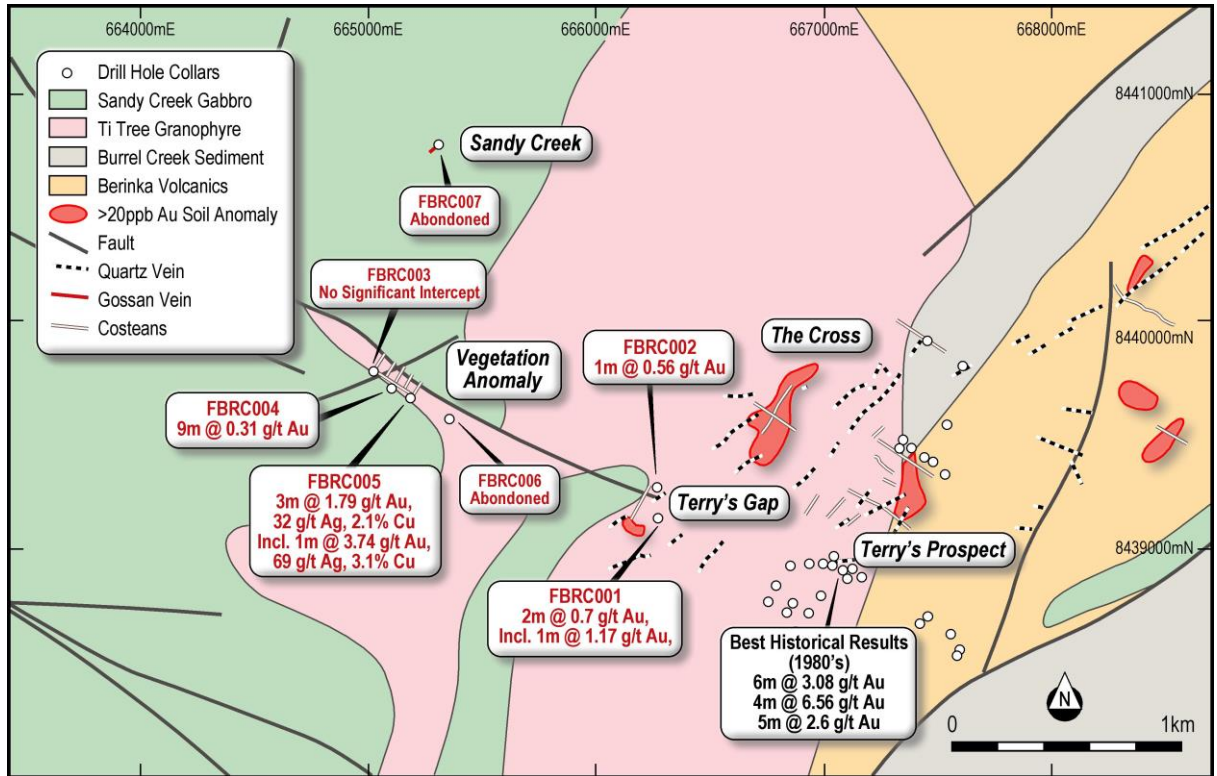 664000mE
665000mE
666000mE
667000mE
668000mE
Drill Hole Collars
Sandy Creek Gabbro
Ti Tree Granophyre
Burrel Creek Sediment
Berinka Volcanics
>20ppb Au Soil Anomaly
Fault
Quartz Vein
Gossan Vein
Costeans
8441000mN
Sandy Creek
FBRC007
Abondoned
FBRC003
No Significant Intercept
8440000mN
Vegetation
Anomaly
FBRC002
1m @ 0.56 g/t Au
The Cross
FBRC004
9m @ 0.31 g/t Au
FBRC005
3m @ 1.79 g/t Au,
32 g/t Ag, 2.1% Cu
Incl. 1m @ 3.74 g/t Au,
69 g/t Ag, 3.1% Cu
FBRC006
Abondoned
Terry's Gap
Terry's Prospect
8439000mN
FBRC001
2m @ 0.7 g/t Au,
Incl. 1m @ 1.17 g/t Au,
Best Historical Results
(1980's)
6m @ 3.08 g/t Au
4m @ 6.56 g/t Au
5m @ 2.6 g/t Au
N
0
1km